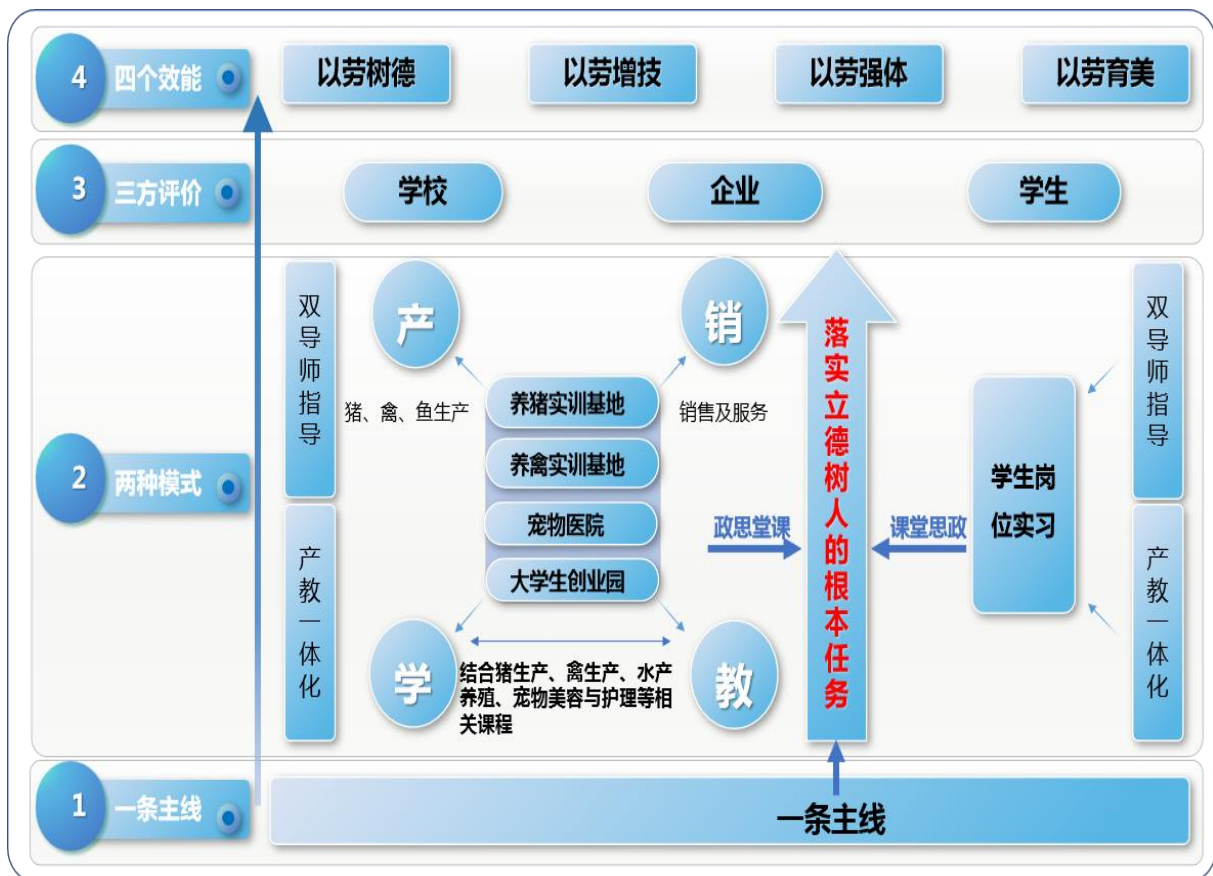 4 四个效能
以劳树德
以劳增技
以劳强体
以劳育美
3 三方评价
学校
企业
学生
2 两种模式
双导师指导
产教一体化
产
销
猪、禽、鱼生产
销售及服务
养猪实训基地
养禽实训基地
宠物医院
大学生创业园
学
教
结合猪生产、禽生产、水产
养殖、宠物美容与护理等相
关课程
政思堂课
落实立德树人的根本任务
课堂思政
学生岗
位实习
双导师指导
产教一体化
1 一条主线
一条主线